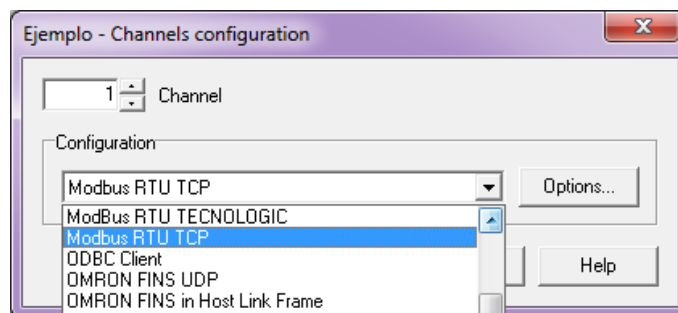 Ejemplo - Channels configuration
1 Channel
Configuration
Modbus RTU TCP
Options...
ModBus RTU TECNOLOGIC
Modbus RTU TCP
ODBC Client
OMRON FINS UDP
Help
OMRON FINS in Host Link Frame